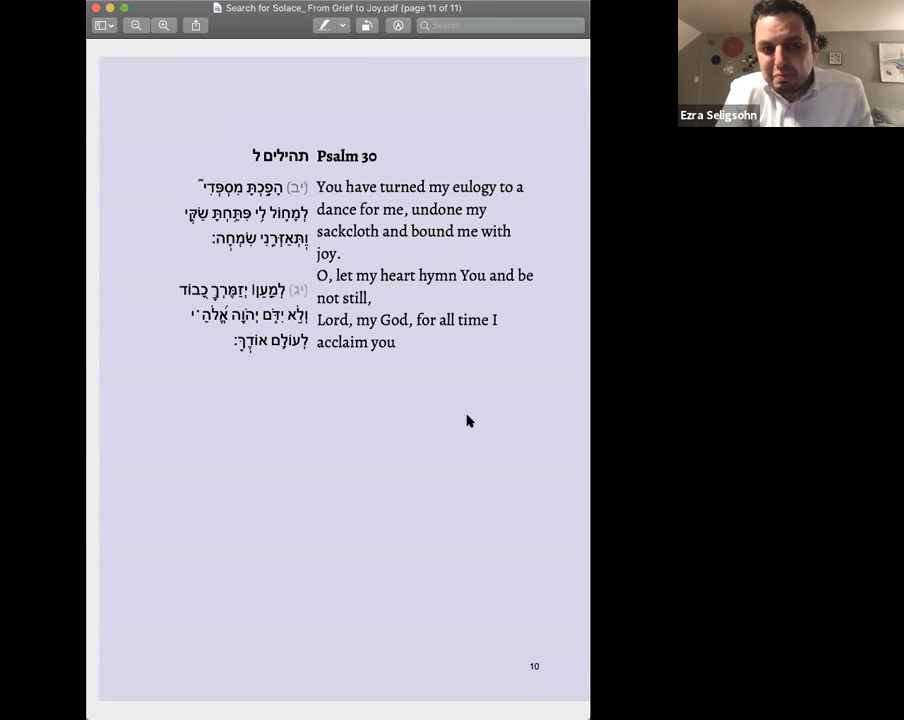 Search for Solace_ From Grief to Joy.pdf (page 11 of 11)
Search
Ezra Seligsohn
תהילים ל
Psalm 30
(יב) הָפַ֣כְתָּ מִסְפְּדִי֮
לְמָח֪וֹל לִ֥י פִּתַּ֥חְתָּ שַׂקִּ֑י
וַֽתְּאַזְּרֵ֥נִי שִׂמְחָֽה׃
(יג) לְמַ֤עַן׀ יְזַמֶּרְךָ֣ כָ֭בוֹד
וְלֹ֣א יִדֹּ֑ם יְהֹוָ֥ה אֱ֝לֹהַ֗י
לְעוֹלָ֥ם אוֹדֶֽךָּ׃
You have turned my eulogy to a
dance for me, undone my
sackcloth and bound me with
joy.
O, let my heart hymn You and be
not still,
Lord, my God, for all time I
acclaim you
10